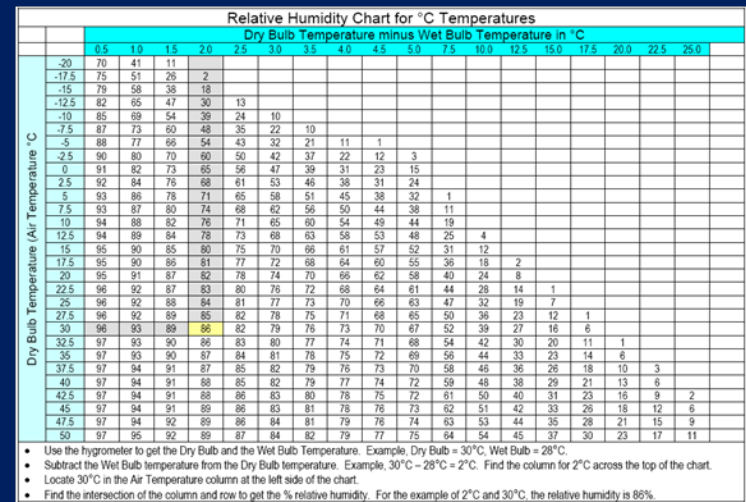 Relative Humidity Chart for °C Temperatures
Dry Bulb Temperature minus Wet Bulb Temperature in °C
0.5 1.0 1.5 2.0 2.5 3.0 3.5 4.0 4.5 5.0 7.5 10.0 12.5 15.0 17.5 20.0 22.5 25.0
Dry Bulb Temperature (Air Temperature °C
-20 70 41 11
-17.5 75 51 26 2
-15 79 58 38 18
-12.5 82 65 47 30 13
-10 85 69 54 39 24 10
-7.5 87 73 60 48 35 22 10
-5 88 77 66 54 43 32 21 11 1
-2.5 90 80 70 60 50 42 37 22 12 3
0 91 82 73 65 56 47 39 31 23 15
2.5 92 84 76 68 61 53 46 38 31 24
5 93 86 78 71 65 58 51 45 38 32 1
7.5 93 87 80 74 68 62 56 50 44 38 11
10 94 88 82 76 71 65 60 54 49 44 19
12.5 94 89 84 78 73 68 63 58 53 48 25 4
15 95 90 85 80 75 70 66 61 57 52 31 12
17.5 95 90 86 81 77 72 68 64 60 55 36 18 2
20 95 91 87 82 78 74 70 66 62 58 40 24 8
22.5 96 92 87 83 80 76 72 68 64 61 44 28 14 1
25 96 92 88 84 81 77 73 70 66 63 47 32 19 7
27.5 96 92 89 85 82 78 75 71 68 65 50 36 23 12 1
30 96 93 89 86 82 79 76 73 70 67 52 39 27 16 6
32.5 97 93 90 86 83 80 77 74 71 68 54 42 30 20 11 1
35 97 93 90 87 84 81 78 75 72 69 56 44 33 23 14 6
37.5 97 94 91 87 85 82 79 76 73 70 58 46 36 26 18 10 3
40 97 94 91 88 85 82 79 77 74 72 59 48 38 29 21 13 6
42.5 97 94 91 88 86 83 80 78 75 72 61 50 40 31 23 16 9 2
45 97 94 91 89 86 83 81 78 76 73 62 51 42 33 26 18 12 6
47.5 97 94 92 89 86 84 81 79 76 74 63 53 44 35 28 21 15 9
50 97 95 92 89 87 84 82 79 77 75 64 54 45 37 30 23 17 11
• Use the hygrometer to get the Dry Bulb and the Wet Bulb Temperature. Example, Dry Bulb = 30°C, Wet Bulb = 28°C.
• Subtract the Wet Bulb temperature from the Dry Bulb temperature. Example, 30°C – 28°C = 2°C. Find the column for 2°C across the top of the chart.
• Locate 30°C in the Air Temperature column at the left side of the chart.
• Find the intersection of the column and row to get the % relative humidity. For the example of 2°C and 30°C, the relative humidity is 86%.